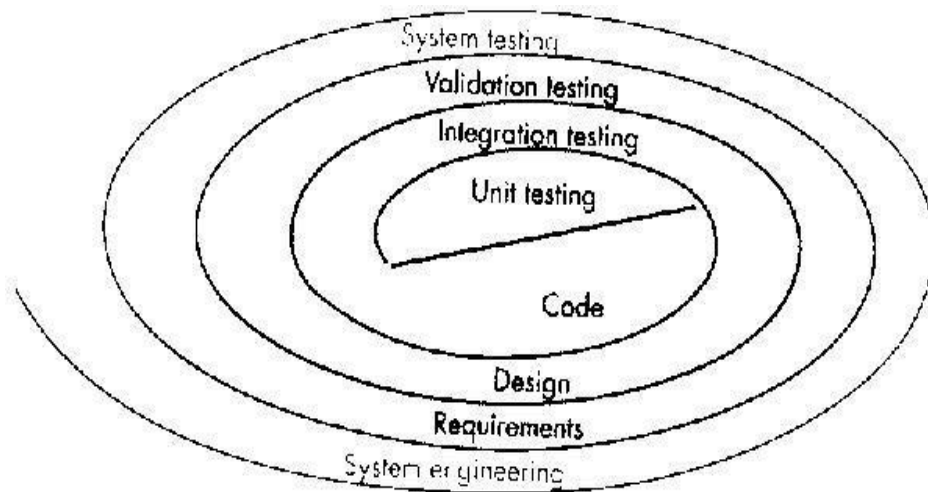 System testing
Validation testing
Integration testing
Unit testing
Code
Design
Requirements
System engineering